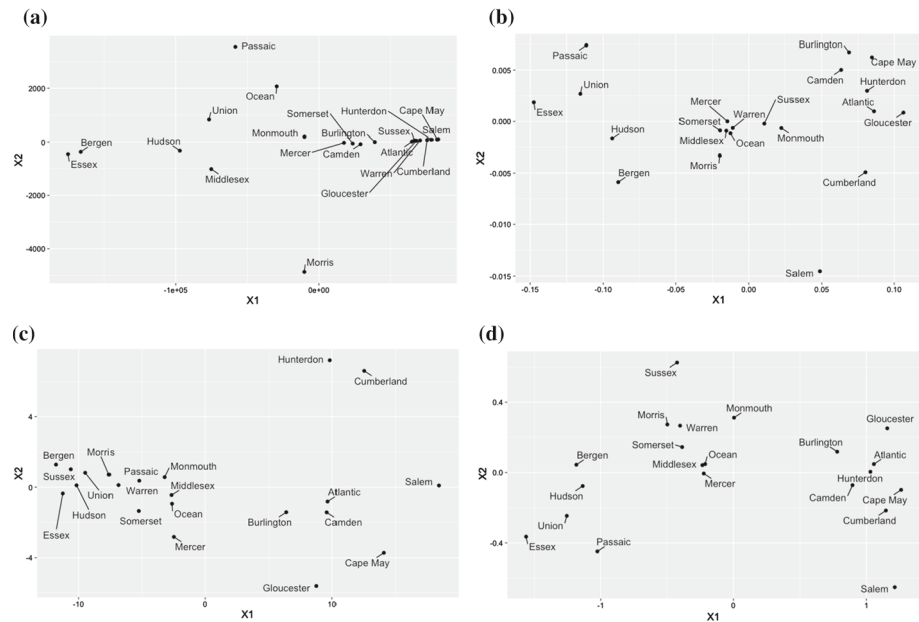 (a)
Passaic
2000
Ocean
Union
Somerset
Hunterdon
Cape May
Monmouth
Burlington
Sussex
Salem
X2
0
Bergen
Hudson
Essex
Mercer
Camden
Atlantic
Middlesex
Warren
Cumberland
-2000
Gloucester
-4000
Morris
-1e+05
0e+00
X1
(b)
Burlington
Passaic
Cape May
0.005
Camden
Union
Hunterdon
Essex
Mercer
Sussex
Atlantic
Warren
X2
0.000
Somerset
Gloucester
Hudson
Middlesex
Ocean
Monmouth
Morris
Bergen
Cumberland
-0.005
-0.010
Salem
-0.015
-0.15
-0.10
-0.05
0.00
0.05
0.10
X1
(c)
Hunterdon
Cumberland
4
Morris
Bergen
Passaic
Monmouth
Sussex
Warren
Middlesex
Salem
X2
0
Union
Atlantic
Hudson
Ocean
Essex
Somerset
Burlington
Camden
Mercer
Cape May
-4
Gloucester
-10
0
10
X1
(d)
Sussex
0.4
Morris
Monmouth
Gloucester
Warren
Burlington
Somerset
Ocean
Atlantic
Bergen
Middlesex
X2
0.0
Mercer
Hunterdon
Hudson
Camden
Cape May
Union
Cumberland
Essex
Passaic
-0.4
Salem
-1
0
1
X1